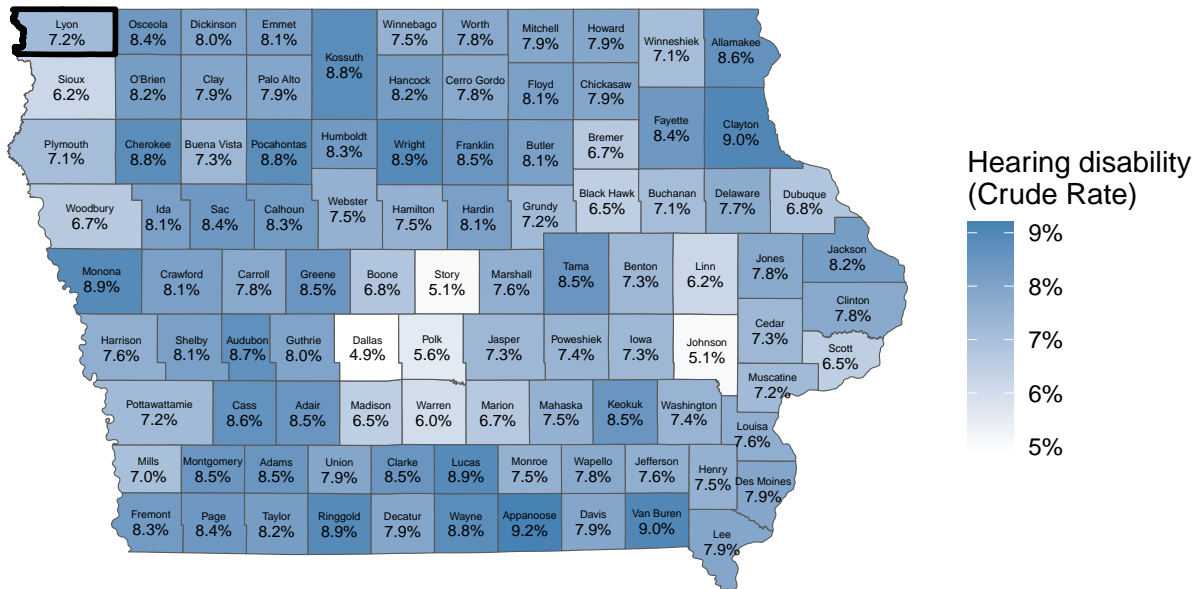 Lyon
7.2%
Osceola
8.4%
Dickinson
8.0%
Emmet
8.1%
Kossuth
8.8%
Winnebago
7.5%
Worth
7.8%
Mitchell
7.9%
Howard
7.9%
Winneshiek
7.1%
Allamakee
8.6%
Sioux
6.2%
O'Brien
8.2%
Clay
7.9%
Palo Alto
7.9%
Hancock
8.2%
Cerro Gordo
7.8%
Floyd
8.1%
Chickasaw
7.9%
Fayette
8.4%
Clayton
9.0%
Plymouth
7.1%
Cherokee
8.8%
Buena Vista
7.3%
Pocahontas
8.8%
Humboldt
8.3%
Wright
8.9%
Franklin
8.5%
Butler
8.1%
Bremer
6.7%
Woodbury
6.7%
Ida
8.1%
Sac
8.4%
Calhoun
8.3%
Webster
7.5%
Hamilton
7.5%
Hardin
8.1%
Grundy
7.2%
Black Hawk
6.5%
Buchanan
7.1%
Delaware
7.7%
Dubuque
6.8%
Monona
8.9%
Crawford
8.1%
Carroll
7.8%
Greene
8.5%
Boone
6.8%
Story
5.1%
Marshall
7.6%
Tama
8.5%
Benton
7.3%
Linn
6.2%
Jones
7.8%
Jackson
8.2%
Clinton
7.8%
Harrison
7.6%
Shelby
8.1%
Audubon
8.7%
Guthrie
8.0%
Dallas
4.9%
Polk
5.6%
Jasper
7.3%
Poweshiek
7.4%
Iowa
7.3%
Johnson
5.1%
Cedar
7.3%
Scott
6.5%
Muscatine
7.2%
Pottawattamie
7.2%
Cass
8.6%
Adair
8.5%
Madison
6.5%
Warren
6.0%
Marion
6.7%
Mahaska
7.5%
Keokuk
8.5%
Washington
7.4%
Louisa
7.6%
Mills
7.0%
Montgomery
8.5%
Adams
8.5%
Union
7.9%
Clarke
8.5%
Lucas
8.9%
Monroe
7.5%
Wapello
7.8%
Jefferson
7.6%
Henry
7.5%
Des Moines
7.9%
Fremont
8.3%
Page
8.4%
Taylor
8.2%
Ringgold
8.9%
Decatur
7.9%
Wayne
8.8%
Appanoose
9.2%
Davis
7.9%
Van Buren
9.0%
Lee
7.9%
Hearing disability
(Crude Rate)
9%
8%
7%
6%
5%